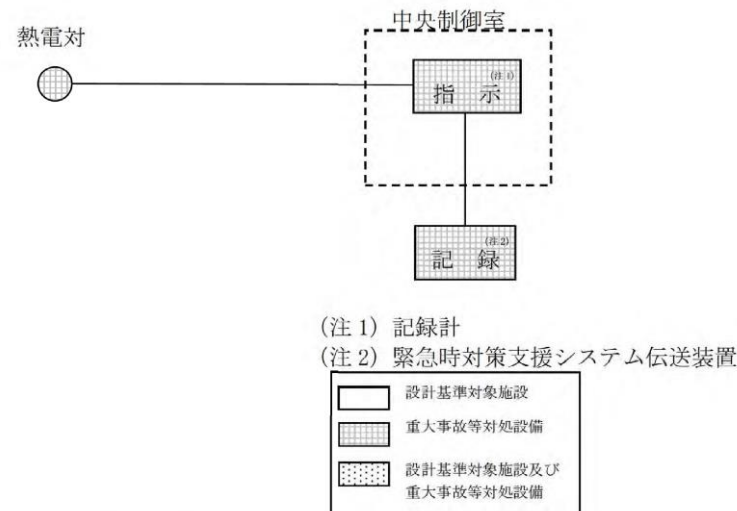 中央制御室
熱電対
(注1)
指 示
(注2)
記 録
(注1) 記録計
(注2) 緊急時対策支援システム伝送装置
設計基準対象施設
重大事故等対処設備
設計基準対象施設及び
重大事故等対処設備